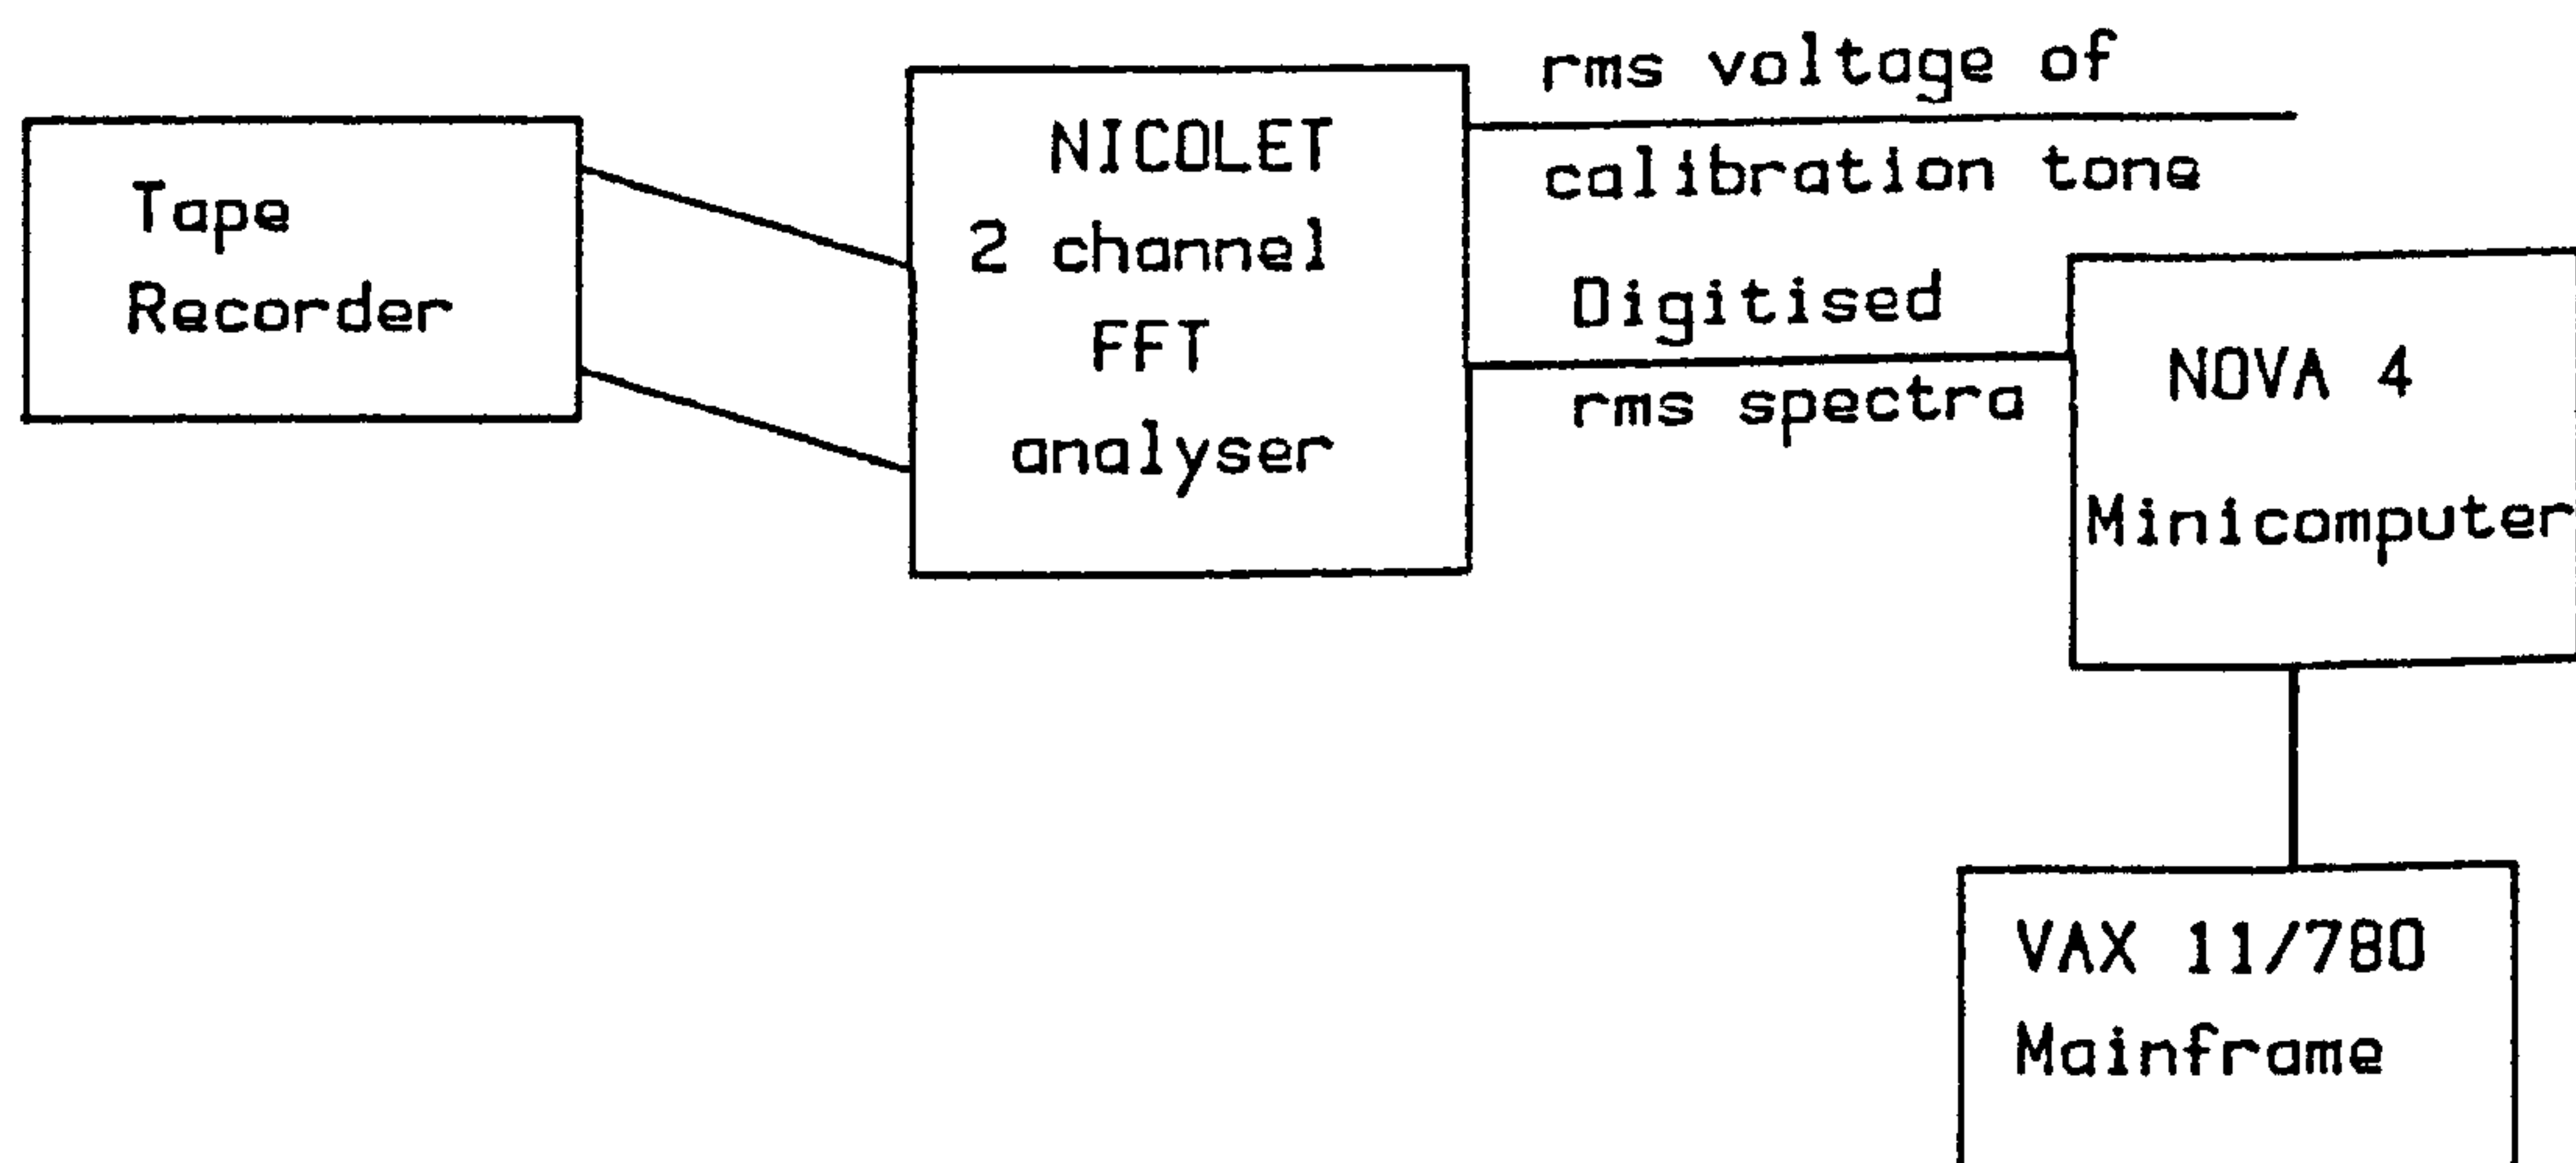 Tape
Recorder
NICOLET
2 channel
FFT
analyser
rms voltage of
calibration tone
Digitised
rms spectra
NOVA 4
Minicomputer
VAX 11/780
Mainframe